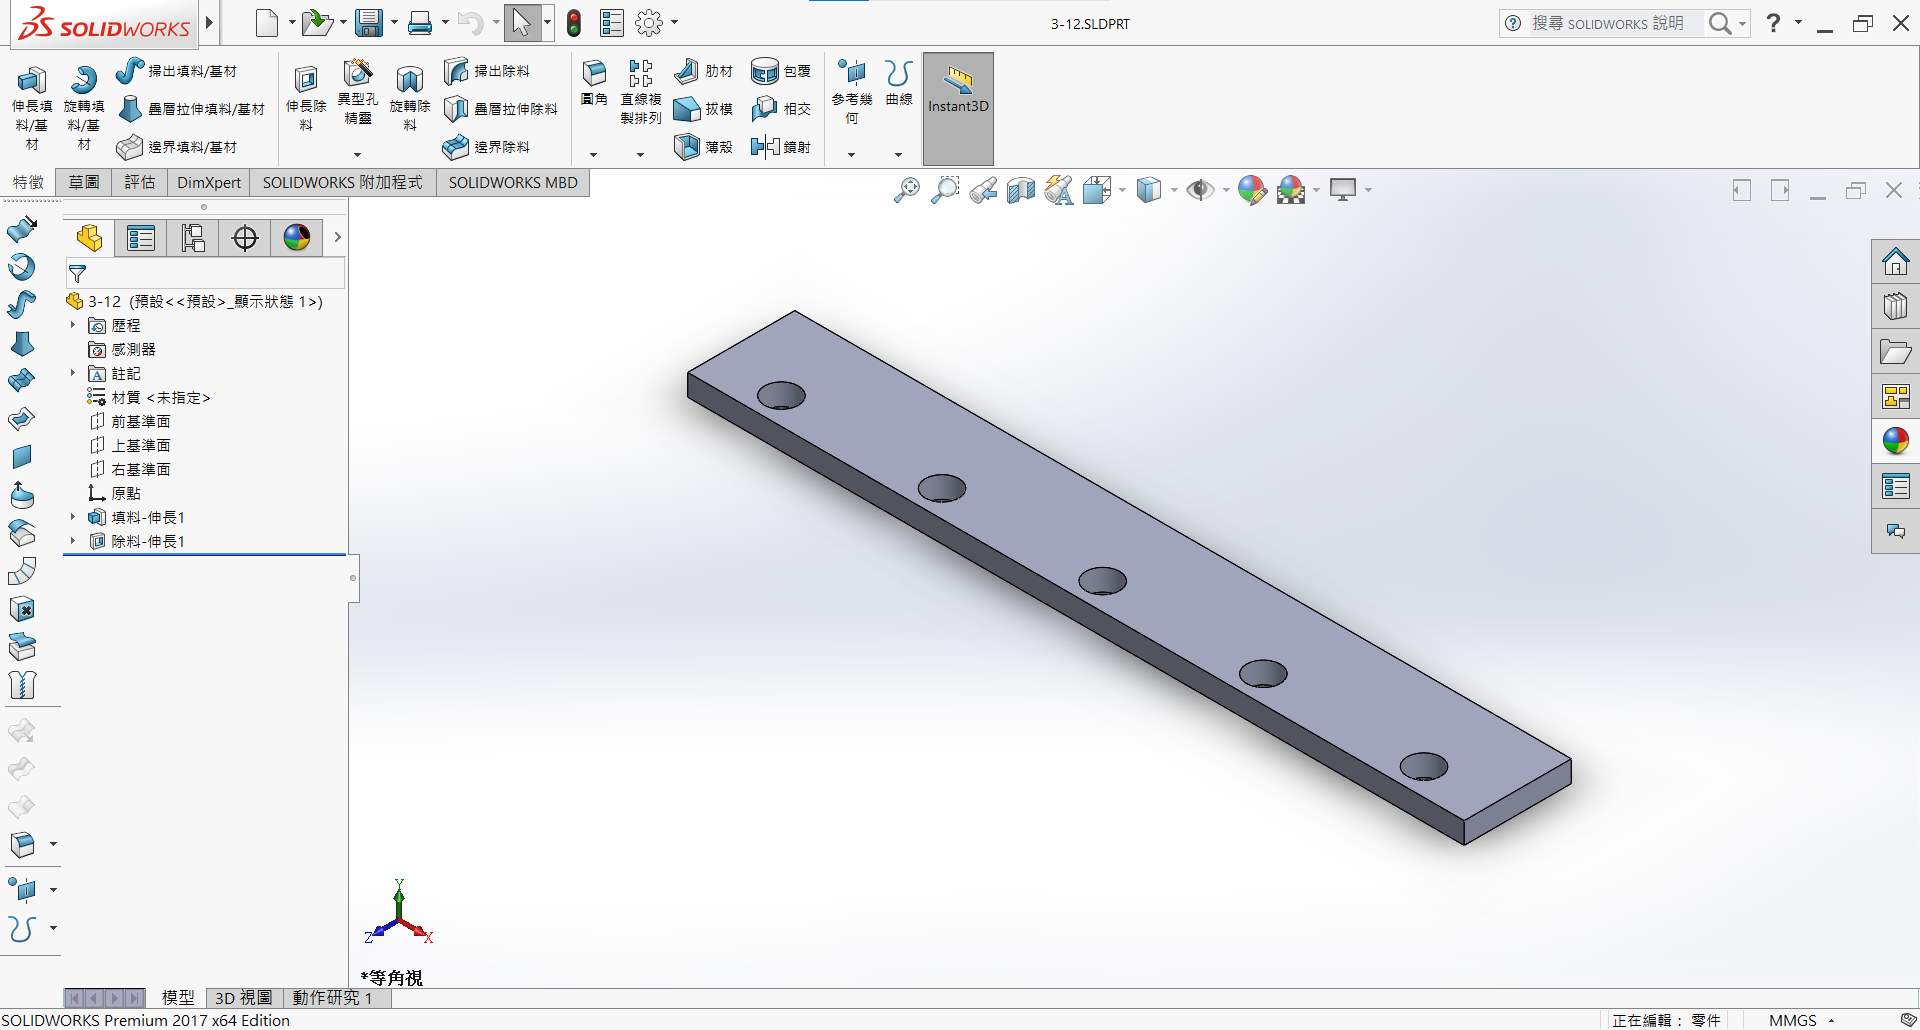 SOLIDWORKS
3-12.SLDPRT
搜尋 SOLIDWORKS 說明
伸長填料/基材
旋轉填料/基材
掃出填料/基材
疊層拉伸填料/基材
邊界填料/基材
伸長除料
異型孔精靈
旋轉除料
掃出除料
疊層拉伸除料
邊界除料
圓角
直線複製排列
肋材
拔模
薄殼
包覆
相交
鏡射
參考幾何
曲線
Instant3D
特徵
草圖
評估
DimXpert
SOLIDWORKS 附加程式
SOLIDWORKS MBD
3-12 (預設<<預設>_顯示狀態 1>)
歷程
感測器
註記
材質 <未指定>
前基準面
上基準面
右基準面
原點
填料-伸長1
除料-伸長1
Y
Z
X
*等角視
模型
3D 視圖
動作研究 1
SOLIDWORKS Premium 2017 x64 Edition
正在編輯： 零件
MMGS